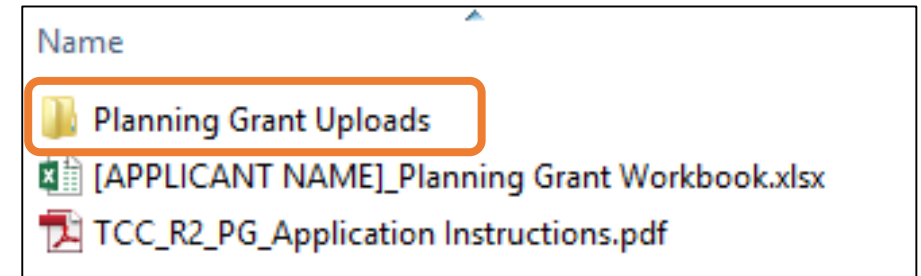 Name
Planning Grant Uploads
[APPLICANT NAME]_Planning Grant Workbook.xlsx
TCC_R2_PG_Application Instructions.pdf